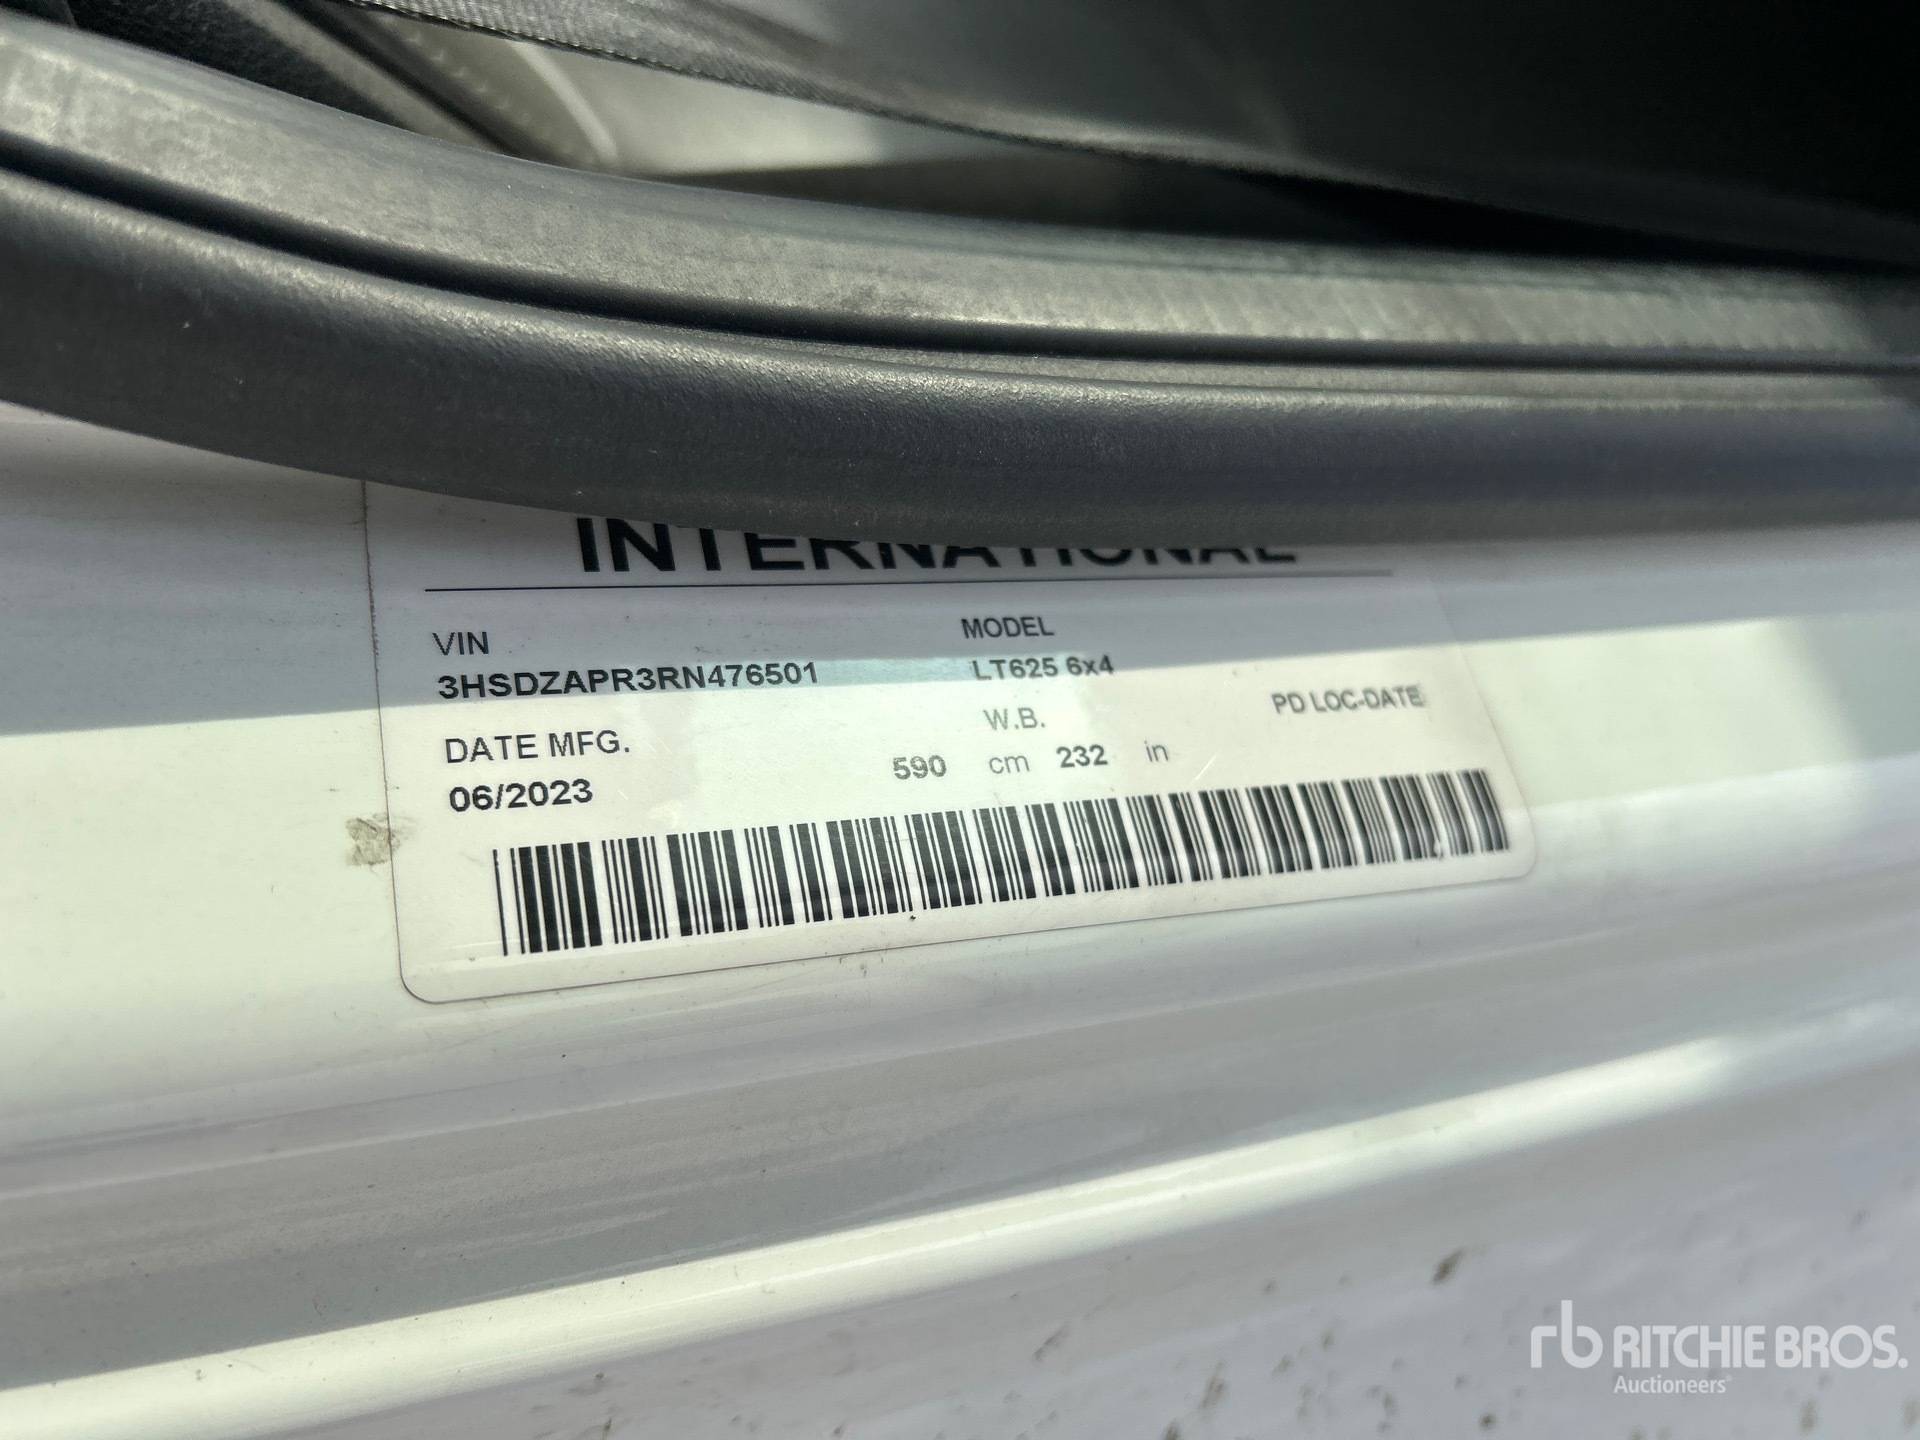 INTERNATIONAL
VIN
MODEL
3HSDZAPR3RN476501
LT625 6x4
DATE MFG.
W.B.
PD LOC-DATE
06/2023
590 cm 232 in
rb RITCHIE BROS.
Auctioneers